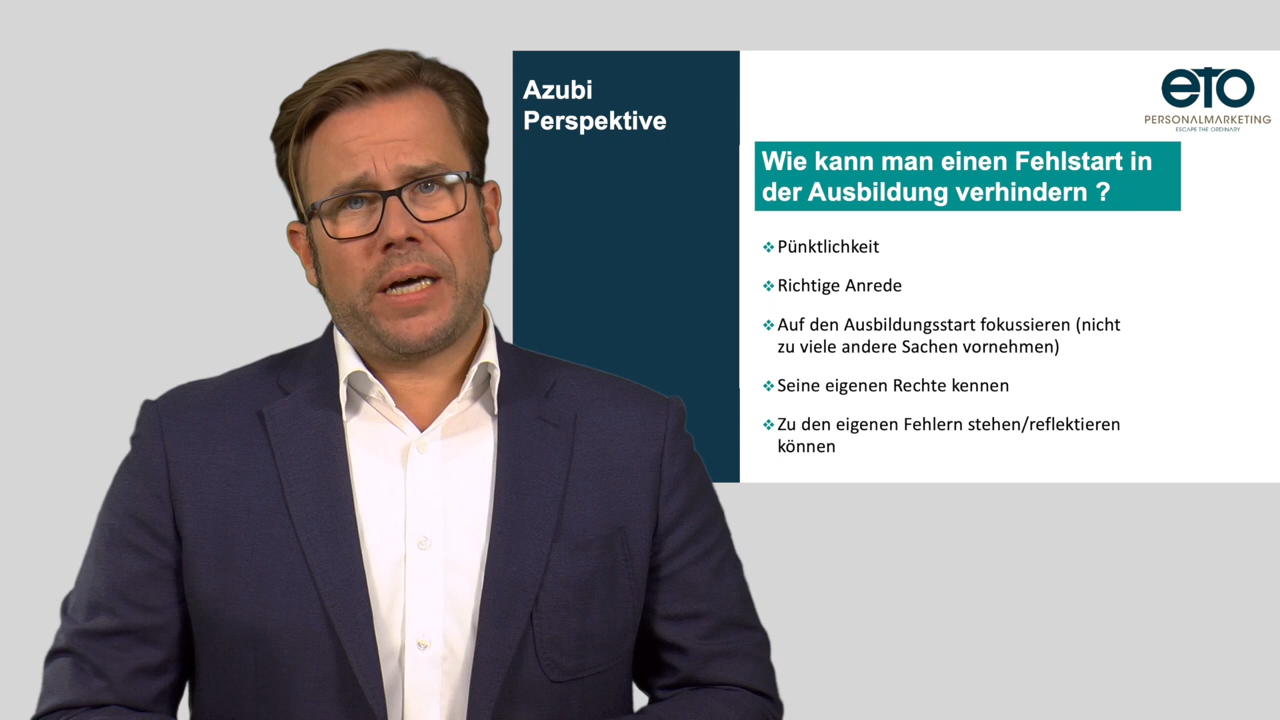 Azubi
Perspektive
eTO
PERSONALMARKETING
ESCAPE THE ORDINARY
Wie kann man einen Fehlstart in
der Ausbildung verhindern ?
Pünktlichkeit
Richtige Anrede
Auf den Ausbildungsstart fokussieren (nicht
zu viele andere Sachen vornehmen)
Seine eigenen Rechte kennen
Zu den eigenen Fehlern stehen/reflektieren
können